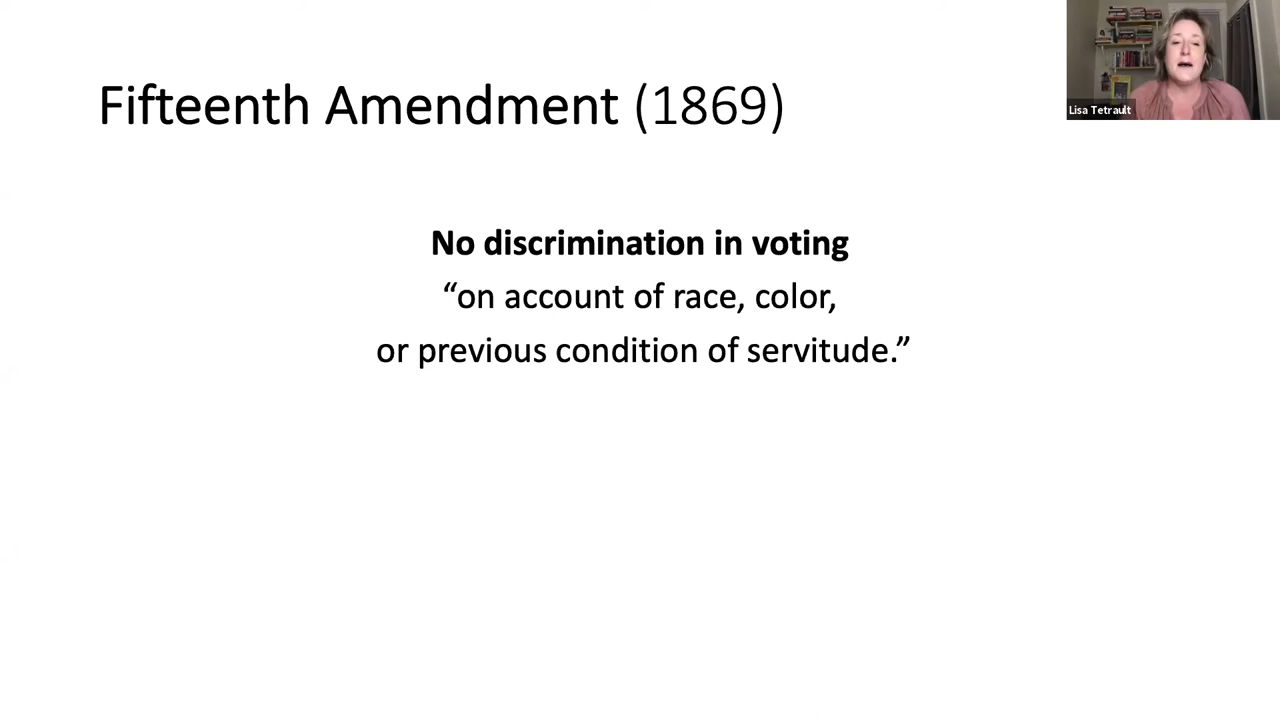 Fifteenth Amendment (1869)
No discrimination in voting
“on account of race, color,
or previous condition of servitude.”
Lisa Tetrault